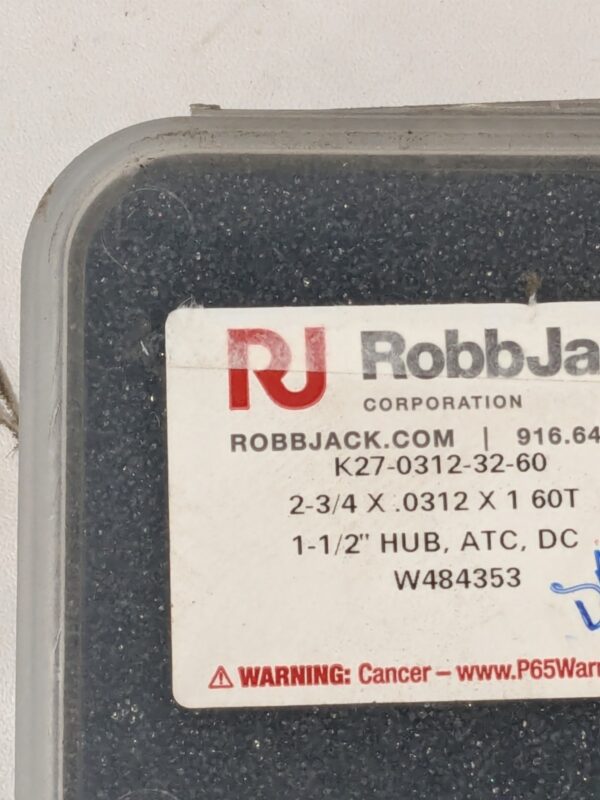 RJ RobbJa
CORPORATION
ROBBJACK.COM | 916.64
K27-0312-32-60
2-3/4 X .0312 X 1 60T
1-1/2" HUB, ATC, DC
W484353
⚠ WARNING: Cancer – www.P65Warn